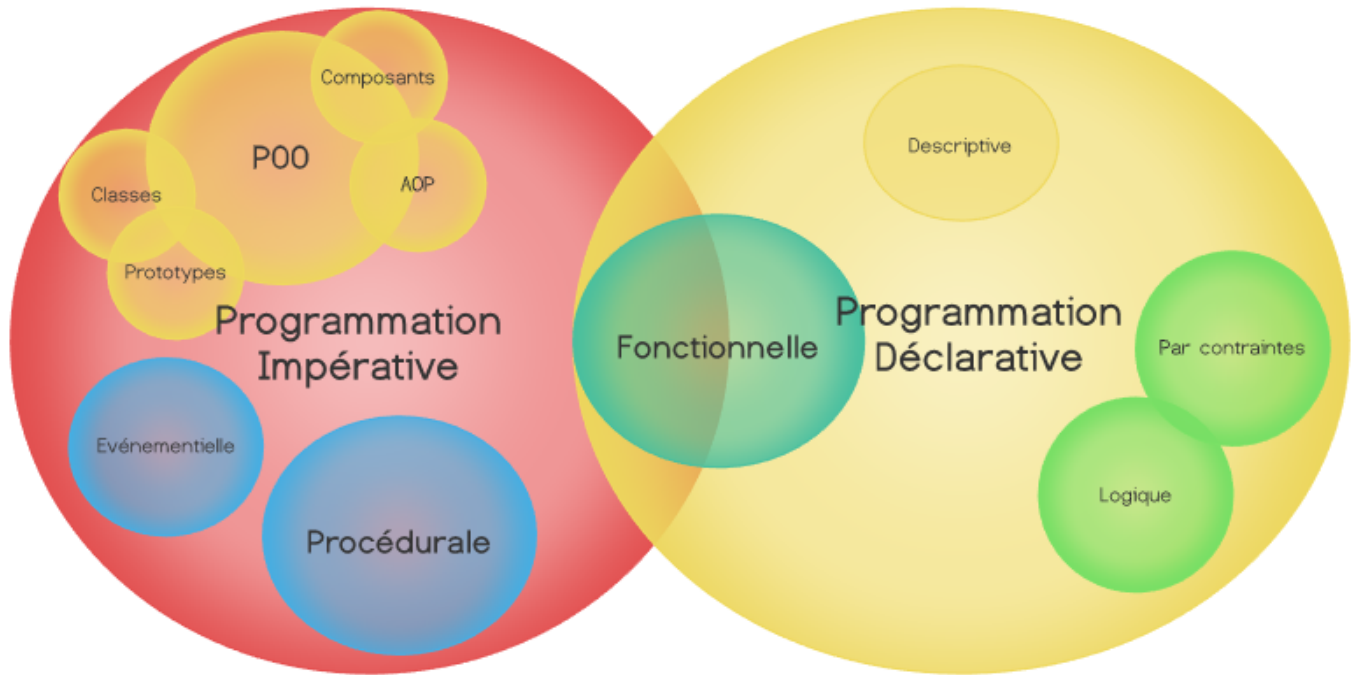 Composants
POO
AOP
Classes
Prototypes
Programmation
Impérative
Evénementielle
Procédurale
Fonctionnelle
Descriptive
Programmation
Déclarative
Par contraintes
Logique